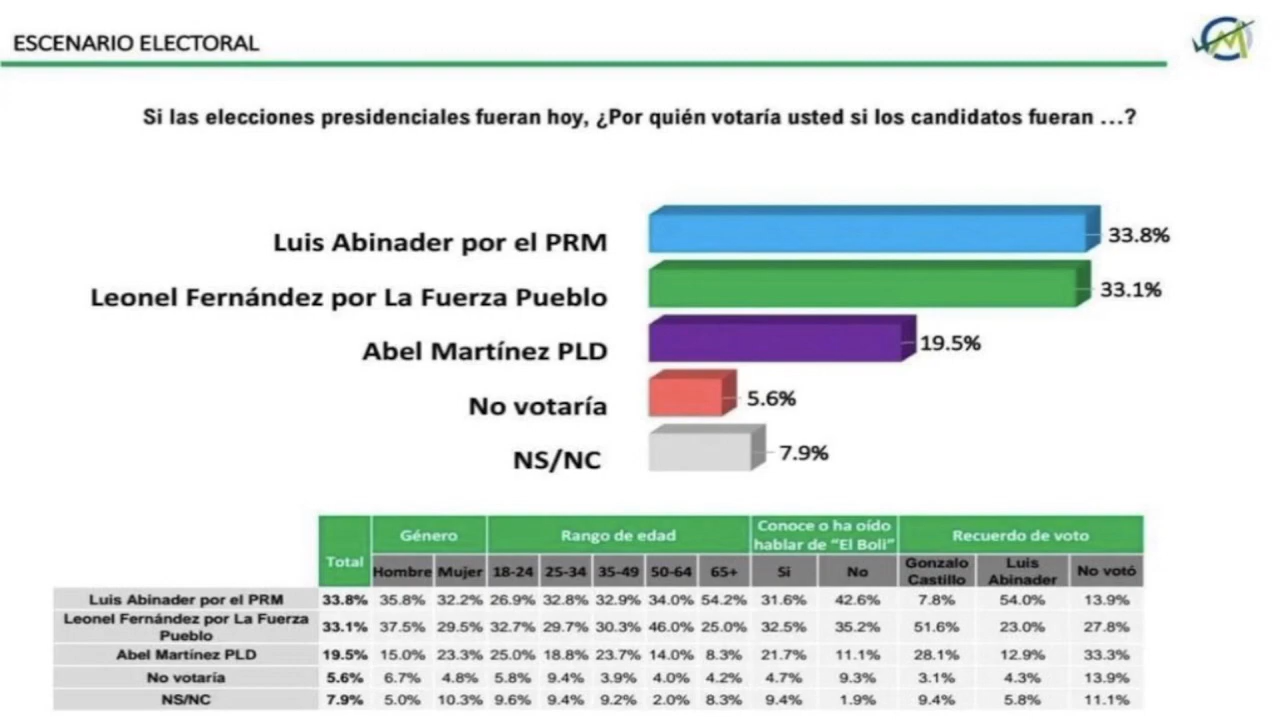 ESCENARIO ELECTORAL
Si las elecciones presidenciales fueran hoy, ¿Por quién votaría usted si los candidatos fueran ...?
Luis Abinader por el PRM 33.8%
Leonel Fernández por La Fuerza Pueblo 33.1%
Abel Martínez PLD 19.5%
No votaría 5.6%
NS/NC 7.9%
Total Género Rango de edad Conoce o ha oído hablar de "El Boli" Recuerdo de voto
Hombre Mujer 18-24 25-34 35-49 50-64 65+ Si No Gonzalo Castillo Luis Abinader No votó
Luis Abinader por el PRM 33.8% 35.8% 32.2% 26.9% 32.8% 32.9% 34.0% 54.2% 31.6% 42.6% 7.8% 54.0% 13.9%
Leonel Fernández por La Fuerza Pueblo 33.1% 37.5% 29.5% 32.7% 29.7% 30.3% 46.0% 25.0% 32.5% 35.2% 51.6% 23.0% 27.8%
Abel Martínez PLD 19.5% 15.0% 23.3% 25.0% 18.8% 23.7% 14.0% 8.3% 21.7% 11.1% 28.1% 12.9% 33.3%
No votaría 5.6% 6.7% 4.8% 5.8% 9.4% 3.9% 4.0% 4.2% 4.7% 9.3% 3.1% 4.3% 13.9%
NS/NC 7.9% 5.0% 10.3% 9.6% 9.4% 9.2% 2.0% 8.3% 9.4% 1.9% 9.4% 5.8% 11.1%